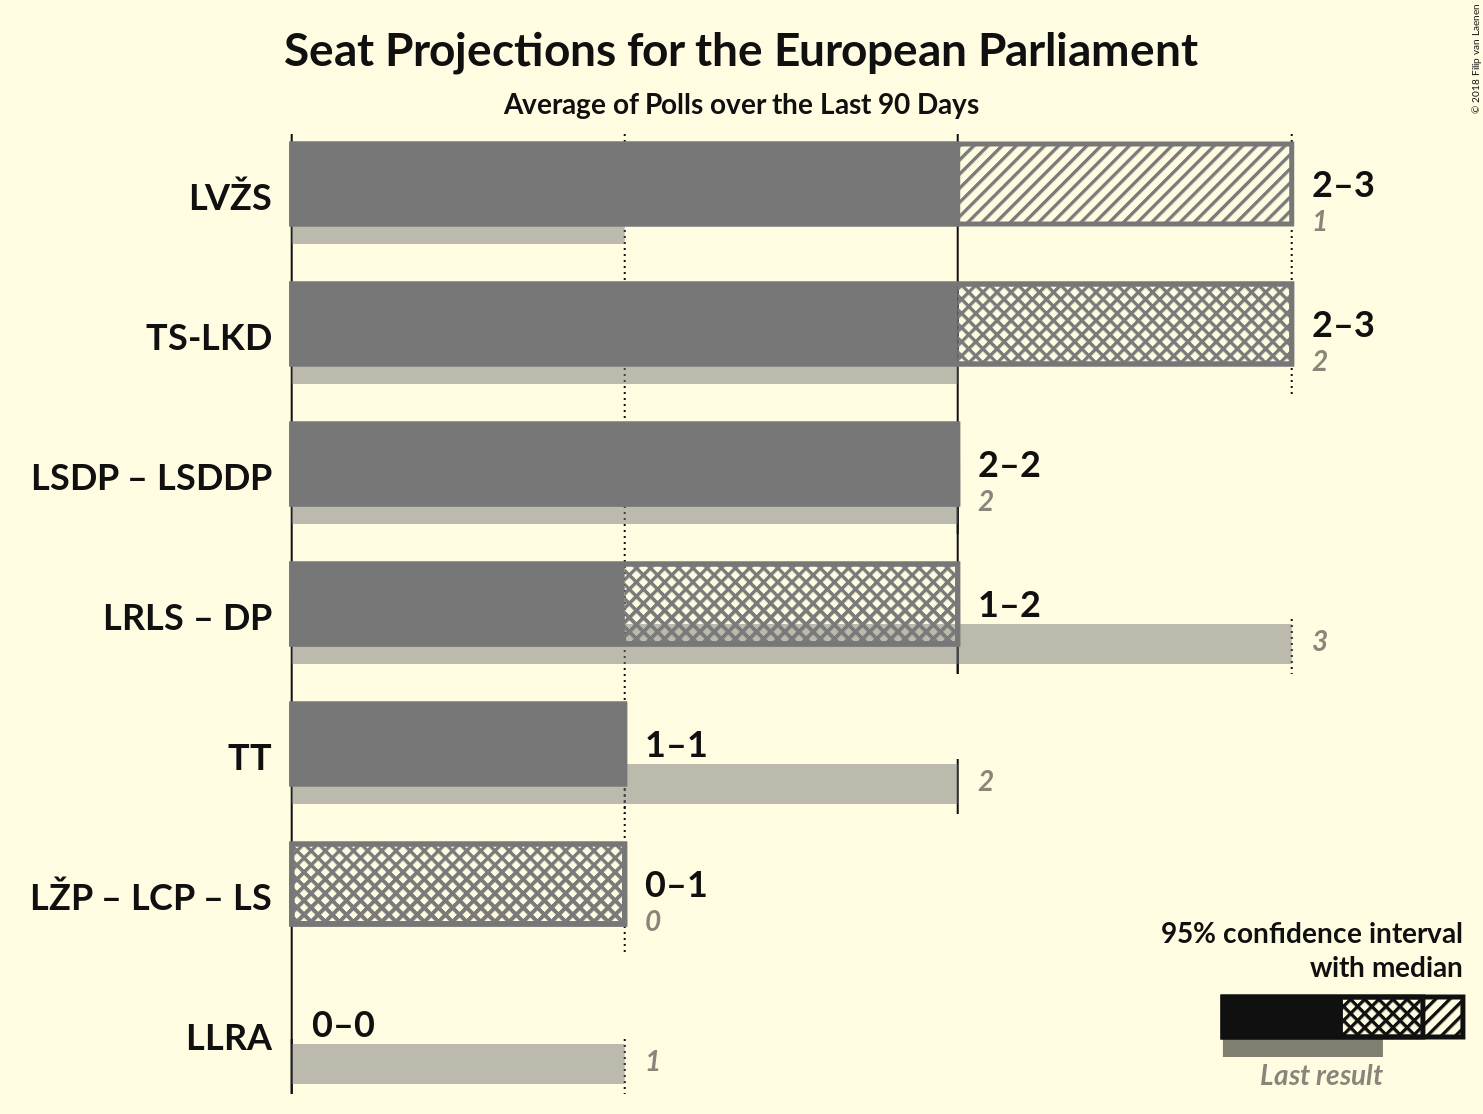 Seat Projections for the European Parliament
Average of Polls over the Last 90 Days
© 2018 Filip van Laenen
LVŽS
2–3
1
TS-LKD
2–3
2
LSDP – LSDDP
2–2
2
LRLS – DP
1–2
3
TT
1–1
2
LŽP – LCP – LS
0–1
0
LLRA
0–0
1
95% confidence interval
with median
Last result